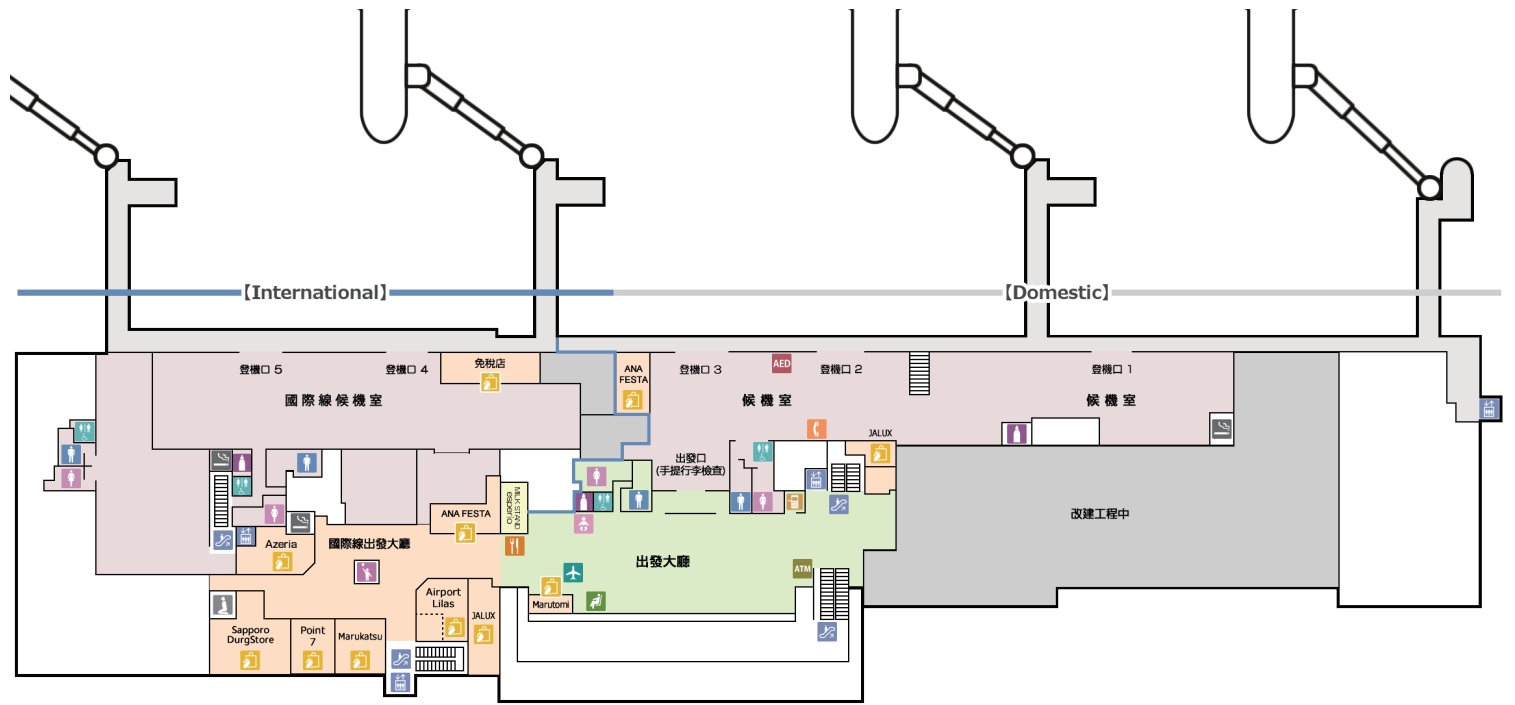 【International】
【Domestic】
登機口 5
登機口 4
免稅店
ANA
FESTA
登機口 3
AED
登機口 2
登機口 1
國際線候機室
候機室
候機室
JALUX
出發口
(手提行李檢查)
MILK STAND
esperio
ANA FESTA
改建工程中
Azeria
國際線出發大廳
出發大廳
ATM
Airport
Lilas
Marutomi
JALUX
Sapporo
DurgStore
Point
7
Marukatsu